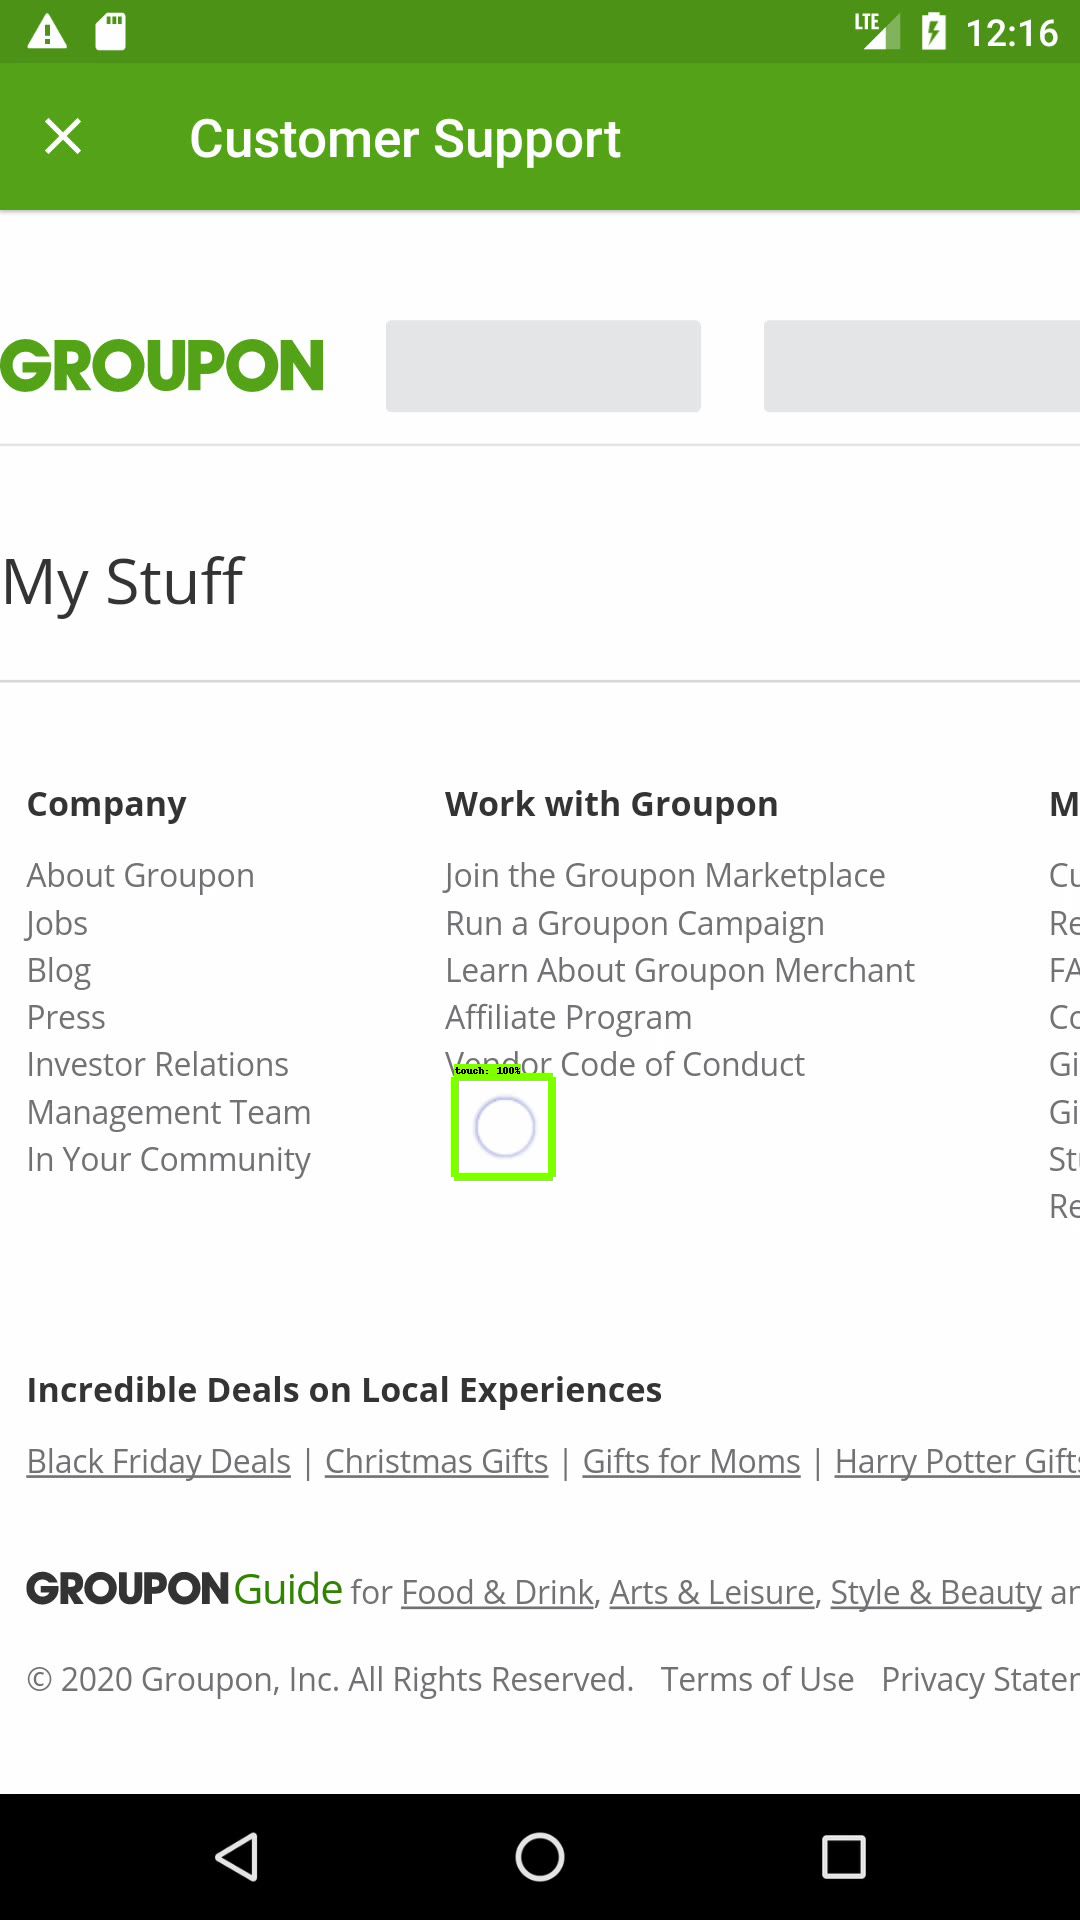 LTE 12:16
Customer Support
GROUPON
My Stuff
Company
About Groupon
Jobs
Blog
Press
Investor Relations
Management Team
In Your Community
Work with Groupon
Join the Groupon Marketplace
Run a Groupon Campaign
Learn About Groupon Merchant
Affiliate Program
Vendor Code of Conduct
touch: 100%
M
Cu
Re
FA
Co
Gi
Gi
Stu
Re
Incredible Deals on Local Experiences
Black Friday Deals | Christmas Gifts | Gifts for Moms | Harry Potter Gifts
GROUPON Guide for Food & Drink, Arts & Leisure, Style & Beauty an
© 2020 Groupon, Inc. All Rights Reserved. Terms of Use Privacy Stater